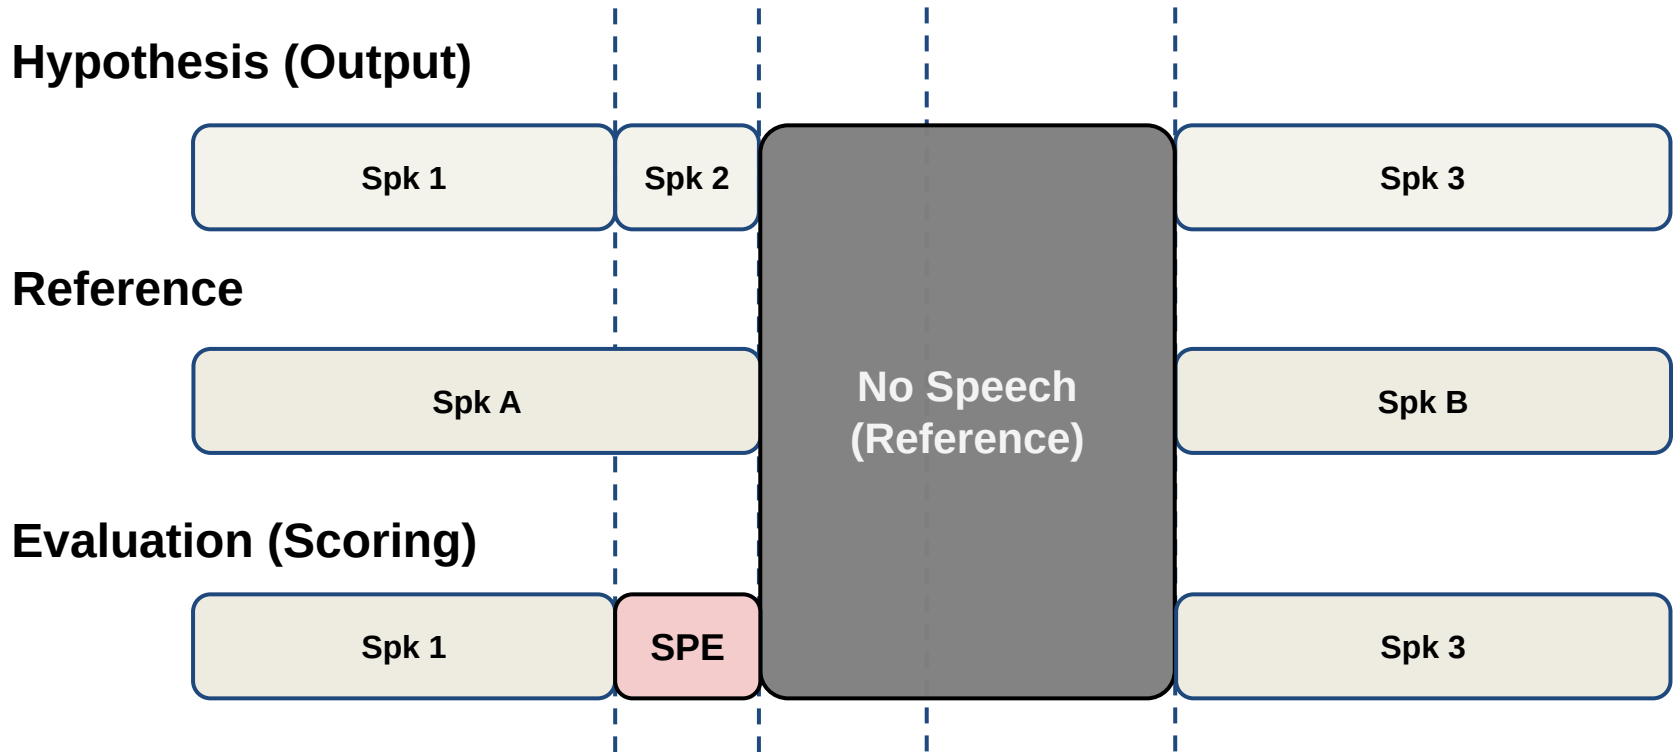 Hypothesis (Output)
Spk 1
Spk 2
Spk 3
Reference
Spk A
No Speech
(Reference)
Spk B
Evaluation (Scoring)
Spk 1
SPE
Spk 3